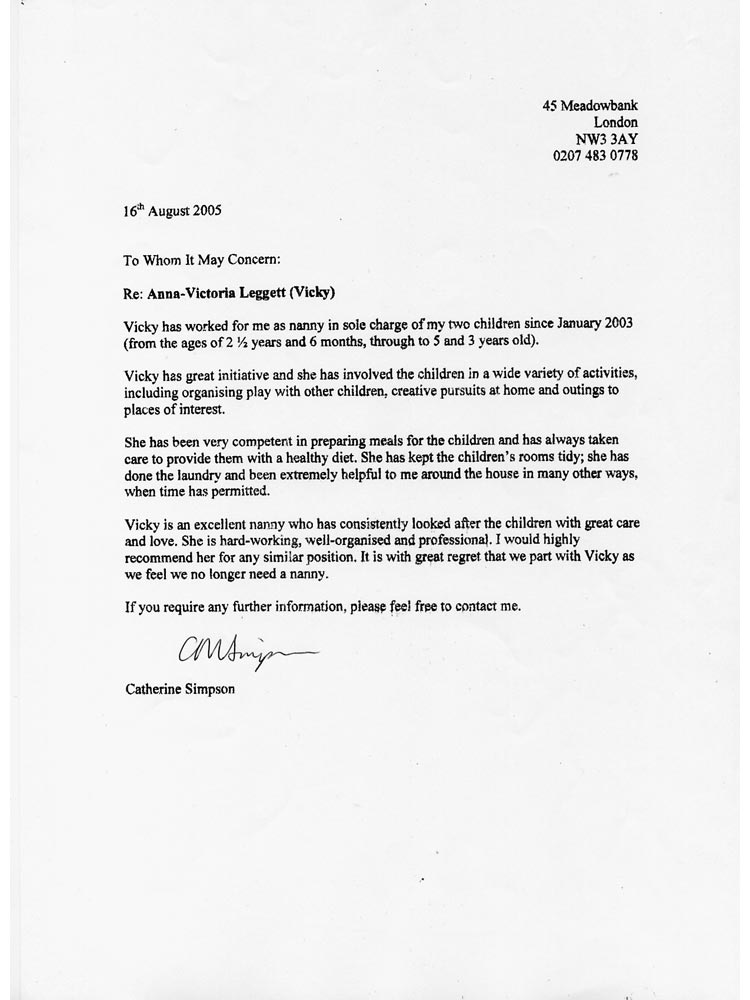 45 Meadowbank
London
NW3 3AY
0207 483 0778
16th August 2005
To Whom It May Concern:
Re: Anna-Victoria Leggett (Vicky)
Vicky has worked for me as nanny in sole charge of my two children since January 2003
(from the ages of 2 ½ years and 6 months, through to 5 and 3 years old).
Vicky has great initiative and she has involved the children in a wide variety of activities,
including organising play with other children, creative pursuits at home and outings to
places of interest.
She has been very competent in preparing meals for the children and has always taken
care to provide them with a healthy diet. She has kept the children's rooms tidy; she has
done the laundry and been extremely helpful to me around the house in many other ways,
when time has permitted.
Vicky is an excellent nanny who has consistently looked after the children with great care
and love. She is hard-working, well-organised and professional. I would highly
recommend her for any similar position. It is with great regret that we part with Vicky as
we feel we no longer need a nanny.
If you require any further information, please feel free to contact me.
CMSimpson
Catherine Simpson